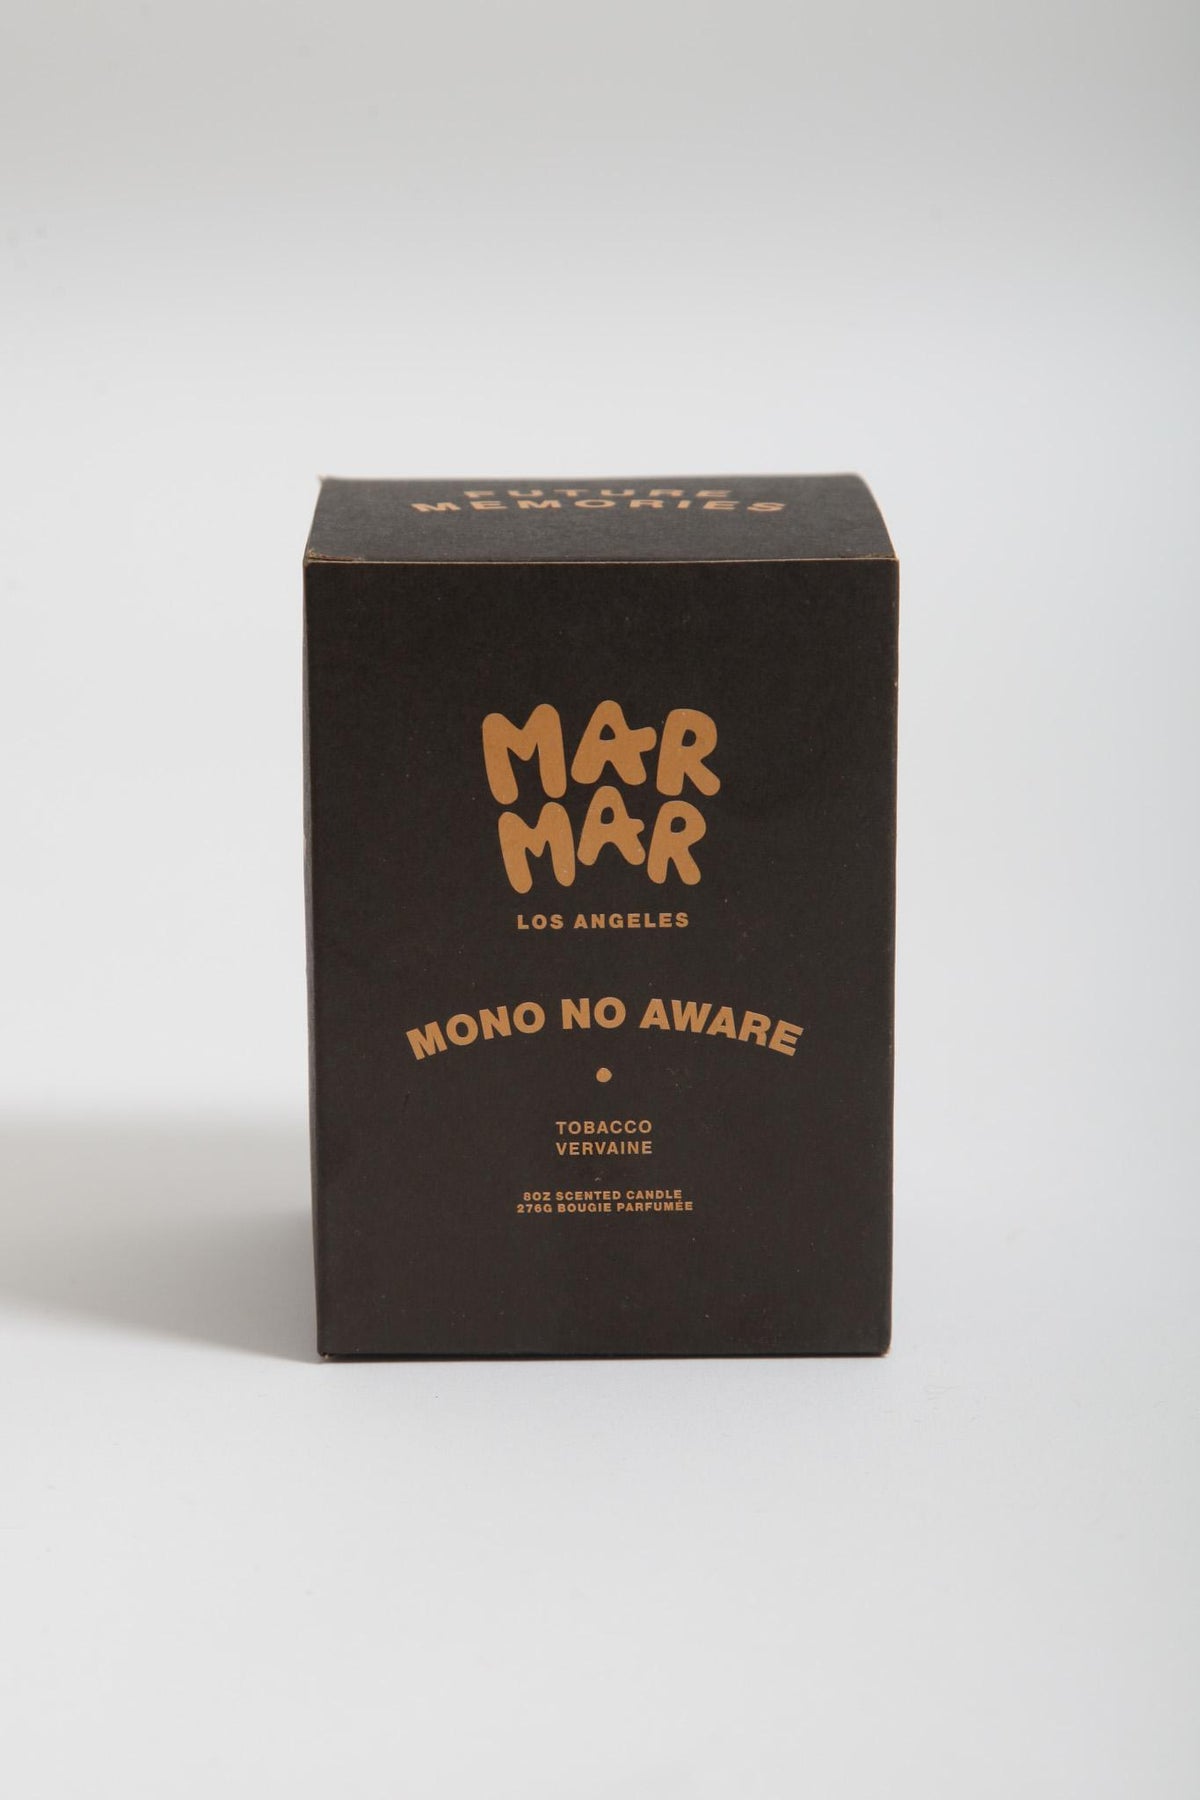 FUTURE
MEMORIES
MAR
MAR
LOS ANGELES
MONO NO AWARE
TOBACCO
VERVAINE
8OZ SCENTED CANDLE
276G BOUGIE PARFUMÉE